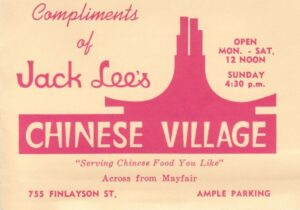 Compliments
of
Jack Lee's
OPEN
MON. - SAT.
12 NOON
SUNDAY
4:30 p.m.
CHINESE VILLAGE
"Serving Chinese Food You Like"
Across from Mayfair
755 FINLAYSON ST.
AMPLE PARKING